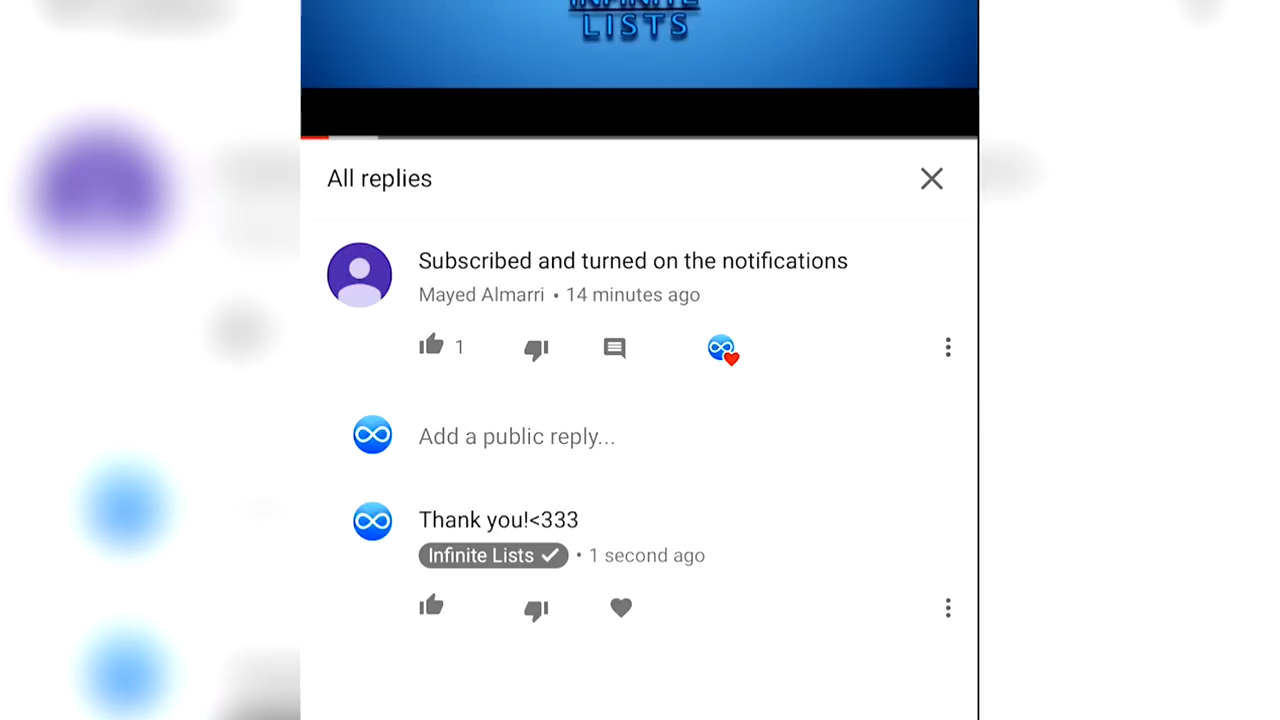 INFINITE
LISTS
All replies
Subscribed and turned on the notifications
Mayed Almarri • 14 minutes ago
1
Add a public reply...
Thank you!<333
Infinite Lists • 1 second ago